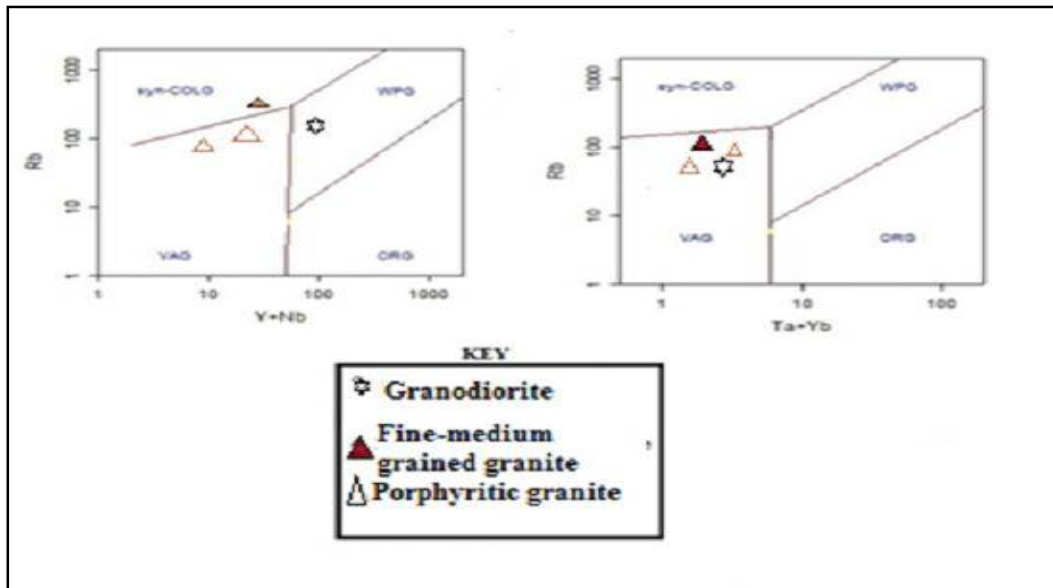 1000
100
10
1
Rb
syn-COLG
WPG
VAG
ORG
1
10
100
1000
Y+Nb
1000
100
10
1
Rb
syn-COLG
WPG
VAG
ORG
1
10
100
Ta+Yb
KEY
Granodiorite
Fine-medium
grained granite
Porphyritic granite